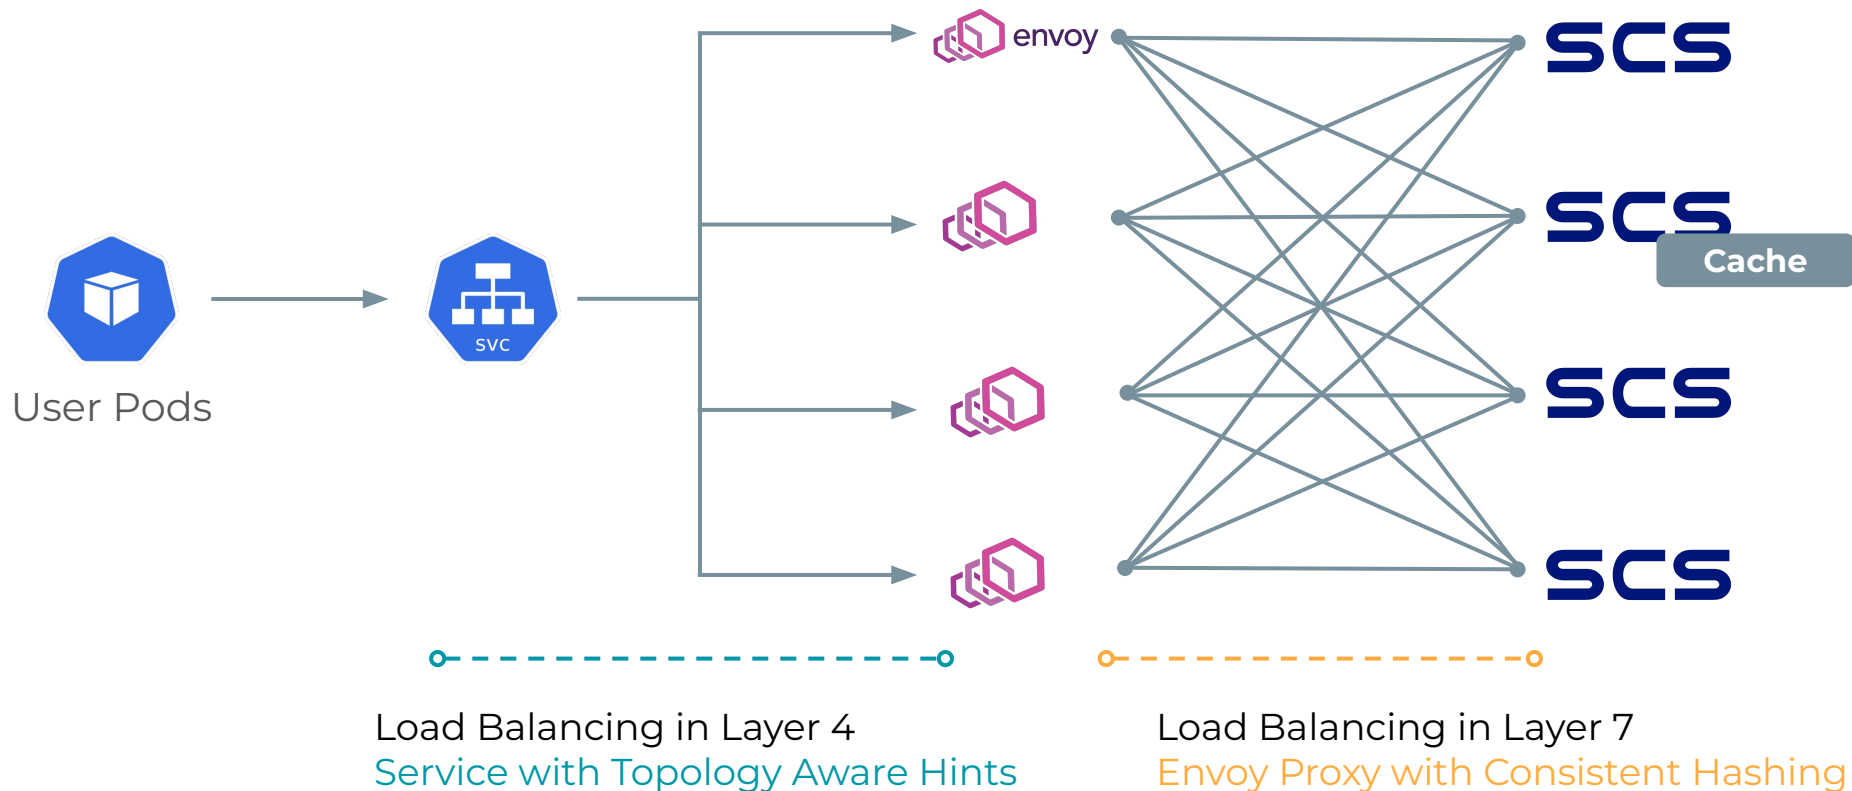 envoy
SCS
SCS
Cache
svc
User Pods
SCS
SCS
Load Balancing in Layer 4
Service with Topology Aware Hints
Load Balancing in Layer 7
Envoy Proxy with Consistent Hashing